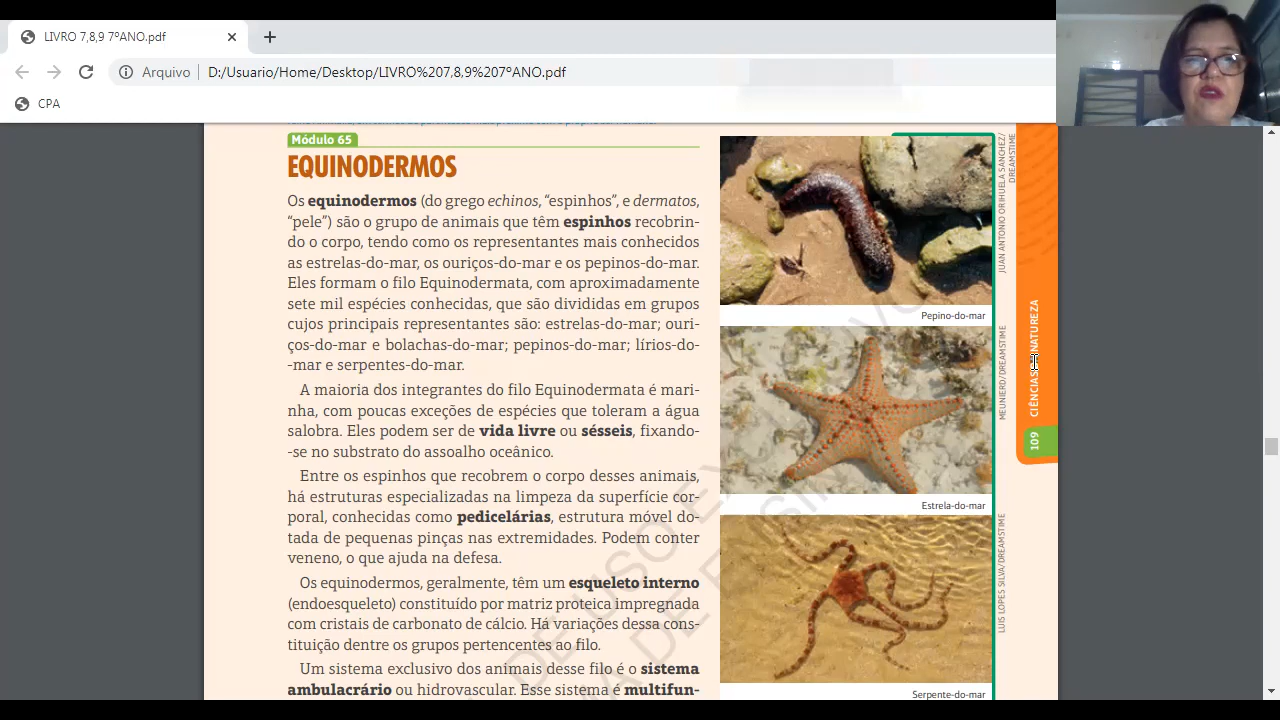 LIVRO 7,8,9 7ºANO.pdf
Arquivo
D:/Usuario/Home/Desktop/LIVRO%207,8,9%207ºANO.pdf
CPA
Módulo 65
EQUINODERMOS
Os equinodermos (do grego echinos, “espinhos”, e dermatos,
“pele”) são o grupo de animais que têm espinhos recobrin-
do o corpo, tendo como os representantes mais conhecidos
as estrelas-do-mar, os ouriços-do-mar e os pepinos-do-mar.
Eles formam o filo Equinodermata, com aproximadamente
sete mil espécies conhecidas, que são divididas em grupos
cujos principais representantes são: estrelas-do-mar; ouri-
ços-do-mar e bolachas-do-mar; pepinos-do-mar; lírios-do-
-mar e serpentes-do-mar.
A maioria dos integrantes do filo Equinodermata é mari-
nha, com poucas exceções de espécies que toleram a água
salobra. Eles podem ser de vida livre ou sésseis, fixando-
-se no substrato do assoalho oceânico.
Entre os espinhos que recobrem o corpo desses animais,
há estruturas especializadas na limpeza da superfície cor-
poral, conhecidas como pedicelárias, estrutura móvel do-
tada de pequenas pinças nas extremidades. Podem conter
veneno, o que ajuda na defesa.
Os equinodermos, geralmente, têm um esqueleto interno
(endoesqueleto) constituído por matriz proteica impregnada
com cristais de carbonato de cálcio. Há variações dessa cons-
tituição dentre os grupos pertencentes ao filo.
Um sistema exclusivo dos animais desse filo é o sistema
ambulacrário ou hidrovascular. Esse sistema é multifun-
Pepino-do-mar
Estrela-do-mar
Serpente-do-mar
JUAN ANTONIO ORIHUELA SANCHEZ/
DREAMSTIME
MEUNIERD/DREAMSTIME
LUIS LOPES SILVA/DREAMSTIME
109
CIÊNCIAS NATUREZA
DE USO EX